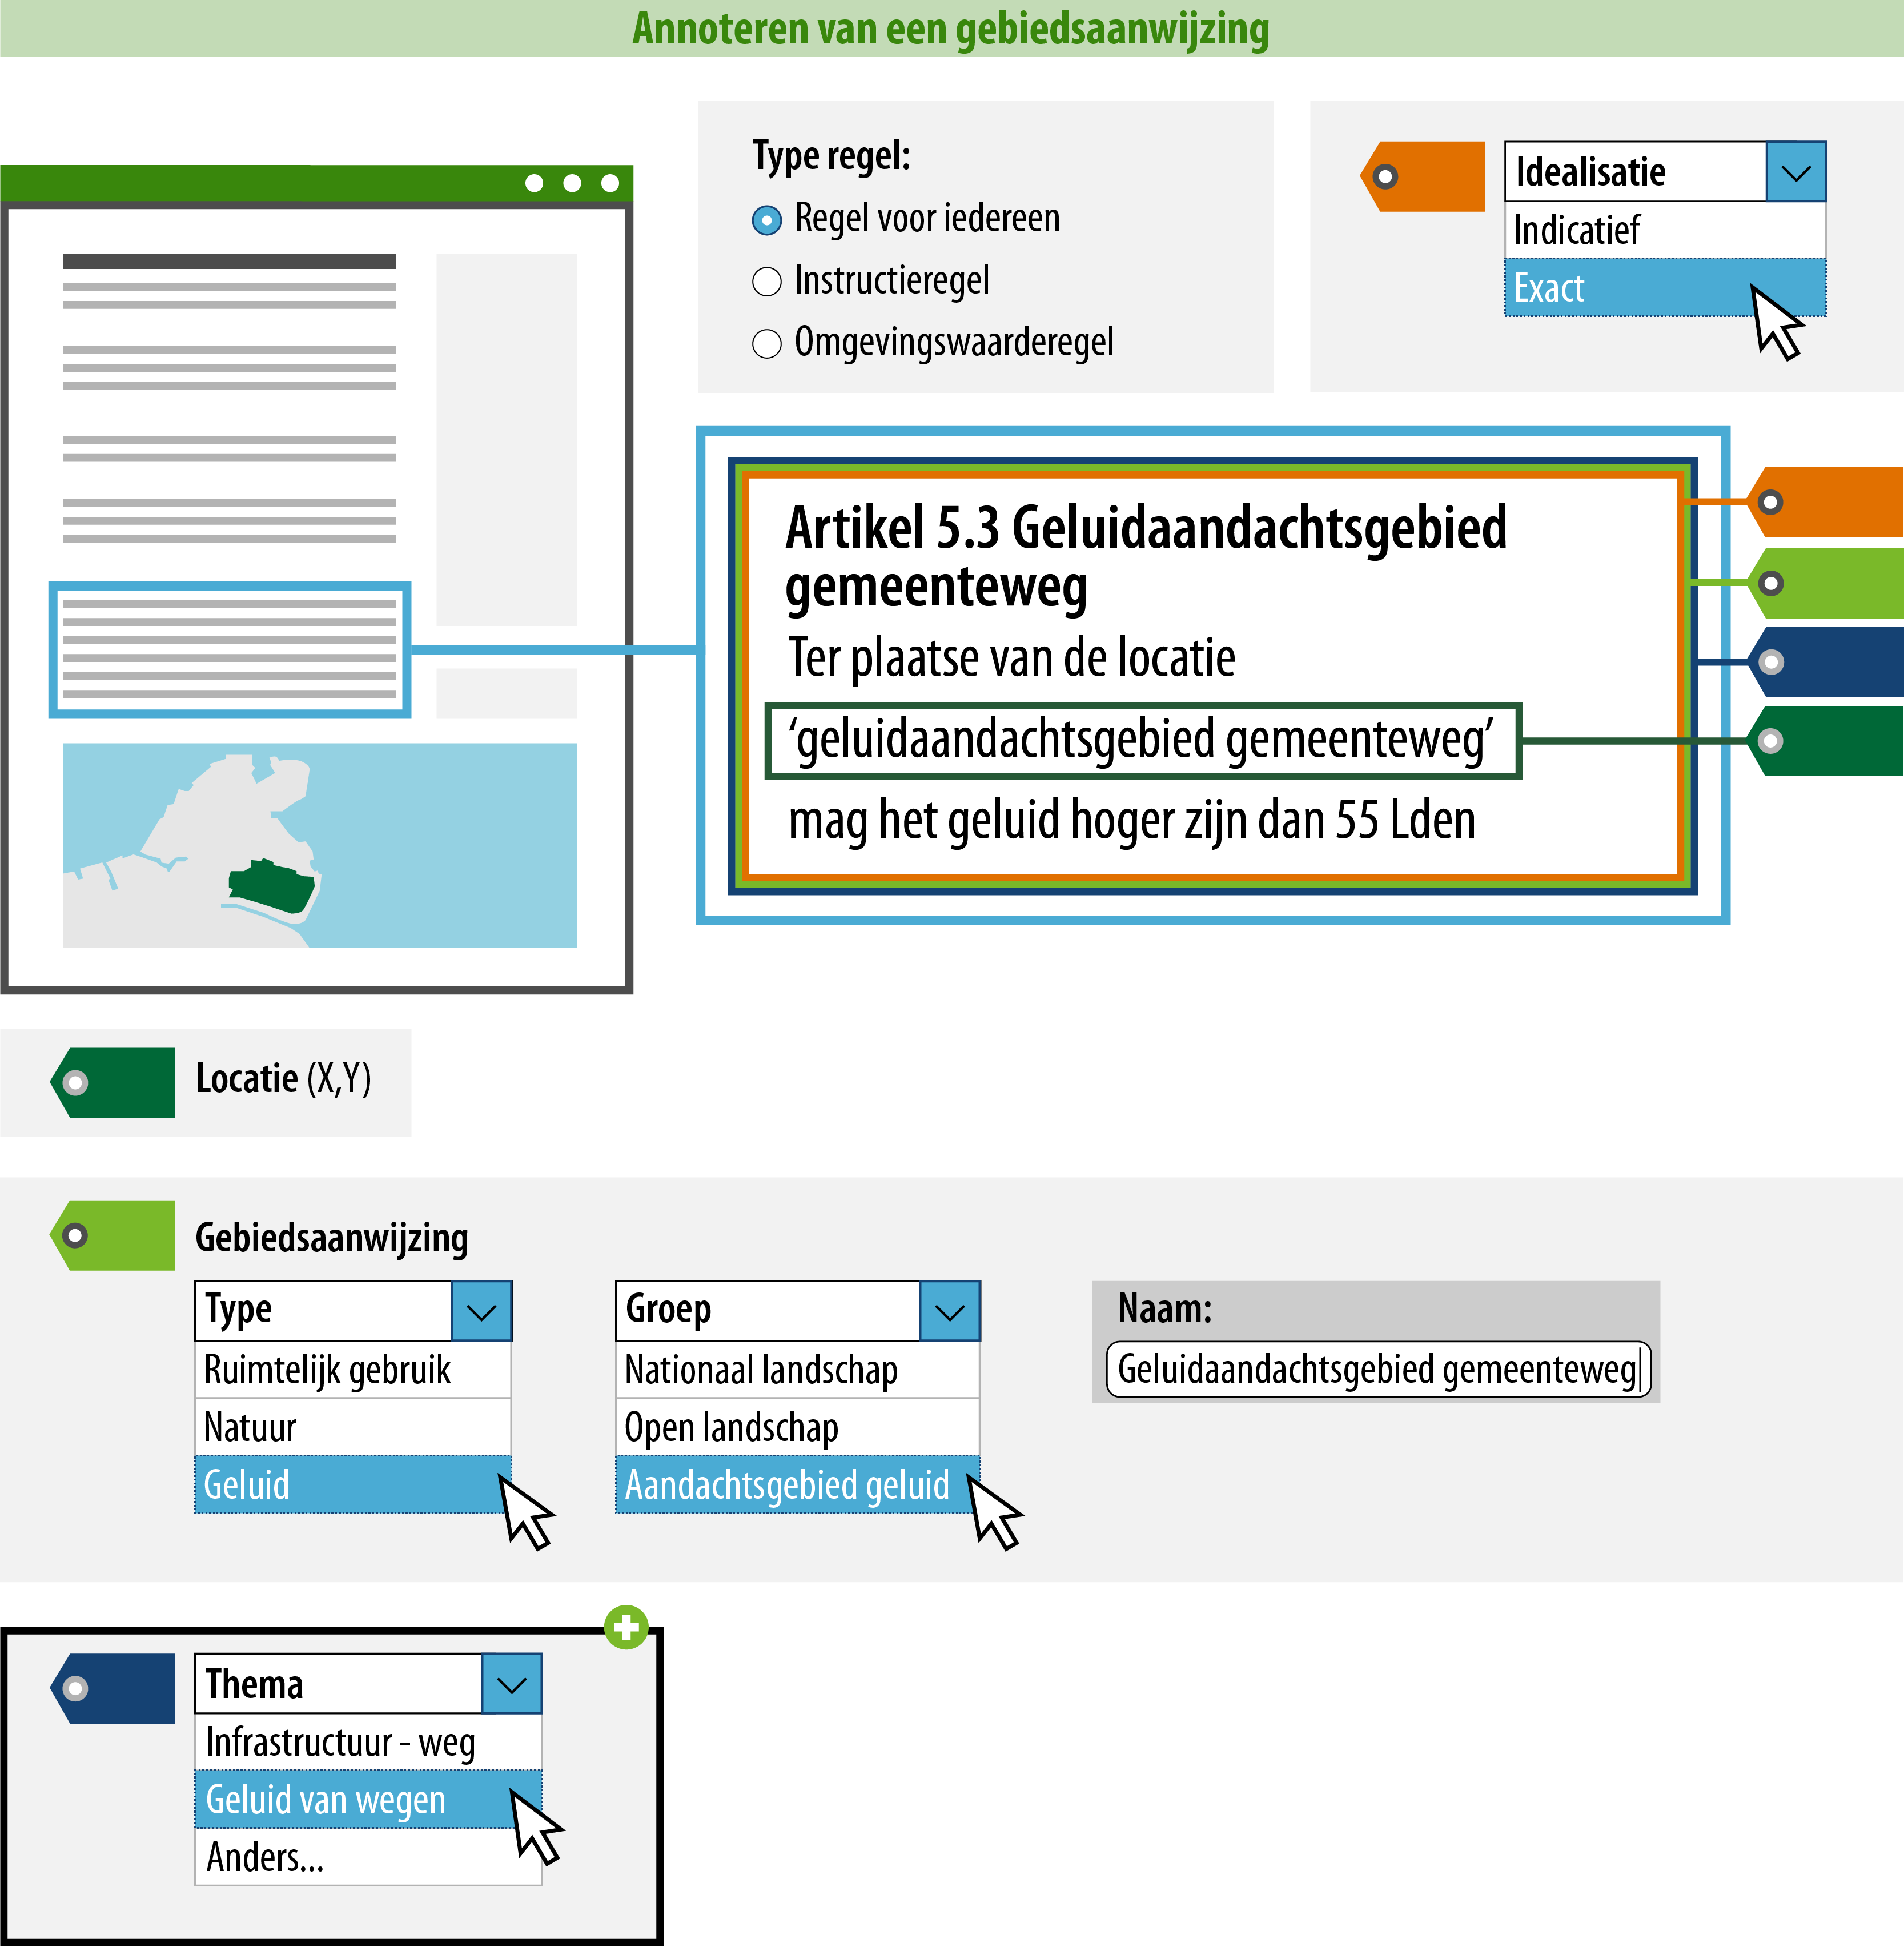 Annoteren van een gebiedsaanwijzing
Type regel:
Regel voor iedereen
Instructieregel
Omgevingswaarderegel
Idealisatie
Indicatief
Exact
Artikel 5.3 Geluidaandachtsgebied
gemeenteweg
Ter plaatse van de locatie
‘geluidaandachtsgebied gemeenteweg’
mag het geluid hoger zijn dan 55 Lden
Locatie (X,Y)
Gebiedsaanwijzing
Type
Ruimtelijk gebruik
Natuur
Geluid
Groep
Nationaal landschap
Open landschap
Aandachtsgebied geluid
Naam:
Geluidaandachtsgebied gemeenteweg
Thema
Infrastructuur - weg
Geluid van wegen
Anders...